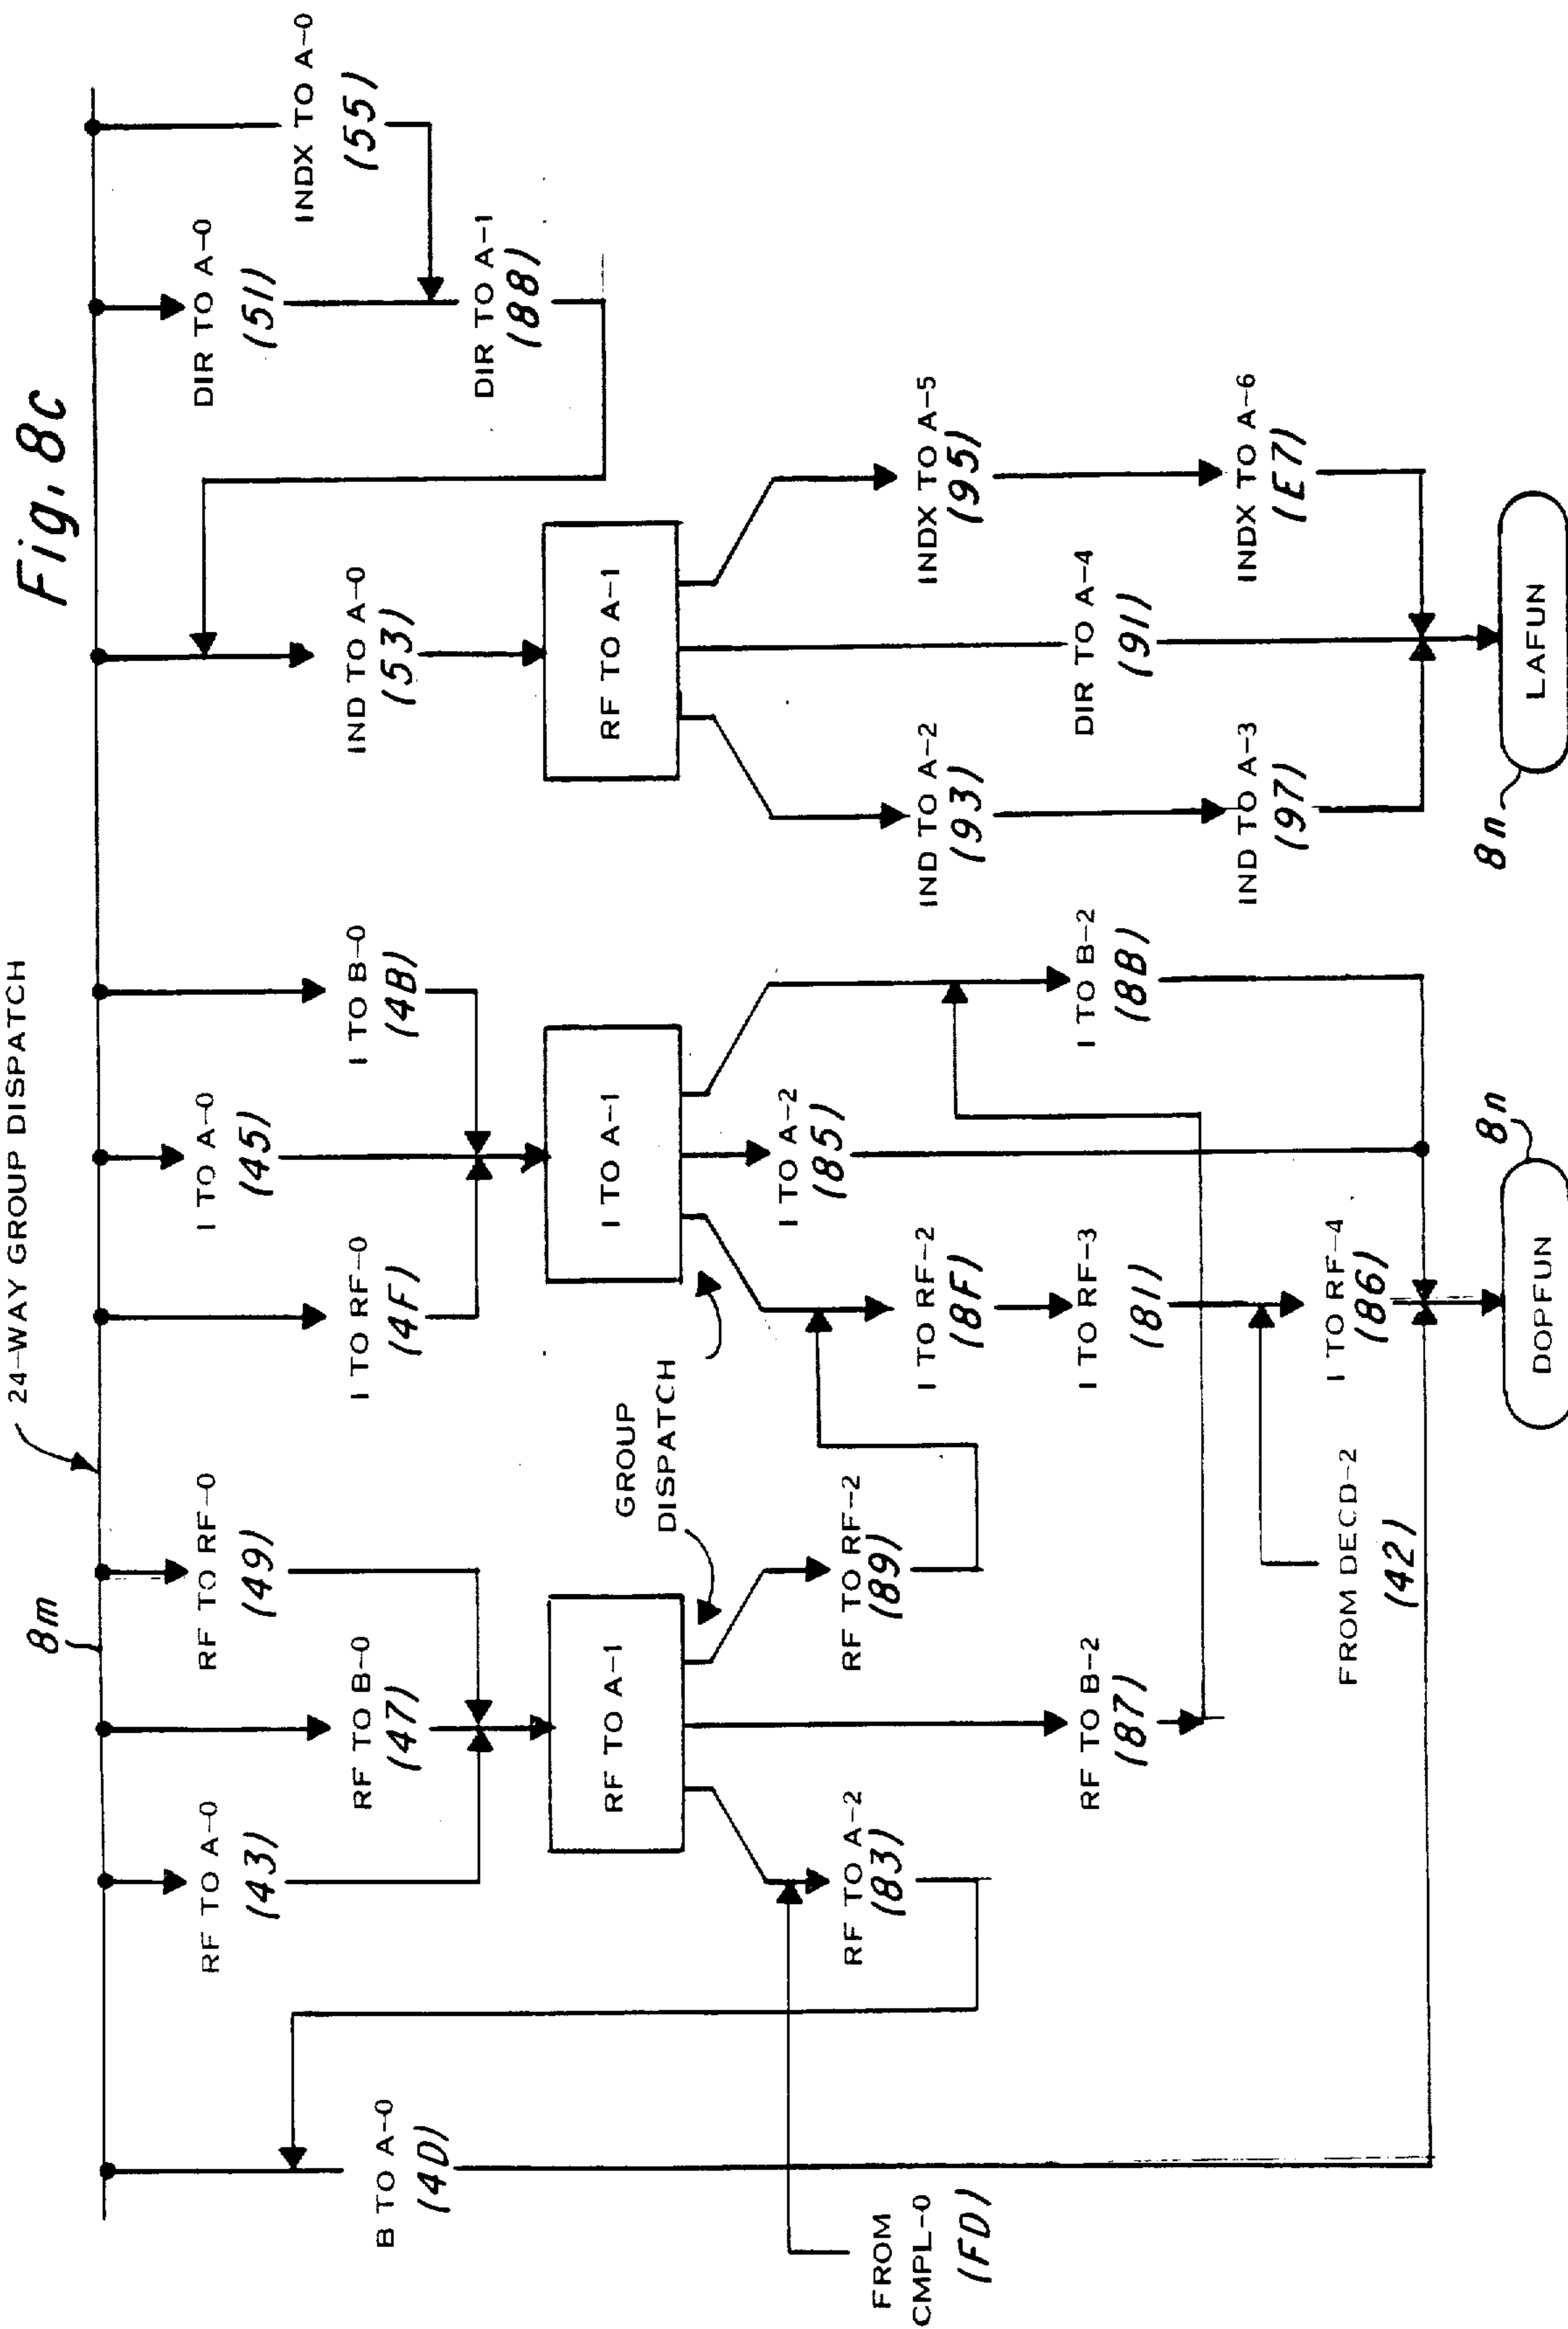 Fig. 8c
24-WAY GROUP DISPATCH
8m
B TO A-0
(4D)
RF TO A-0
(43)
RF TO B-0
(47)
RF TO RF-0
(49)
I TO RF-0
(4F)
I TO A-0
(45)
I TO B-0
(4B)
IND TO A-0
(53)
DIR TO A-0
(51)
INDX TO A-0
(55)
DIR TO A-1
(88)
RF TO A-1
GROUP
DISPATCH
I TO A-1
RF TO A-1
FROM
CMPL-0
(FD)
RF TO A-2
(83)
RF TO B-2
(87)
RF TO RF-2
(89)
I TO RF-2
(8F)
I TO RF-3
(81)
I TO A-2
(85)
I TO B-2
(8B)
IND TO A-2
(93)
DIR TO A-4
(91)
INDX TO A-5
(95)
FROM DECD-2
(42)
I TO RF-4
(86)
IND TO A-3
(97)
INDX TO A-6
(E7)
DOPFUN
8n
LAFUN
8n